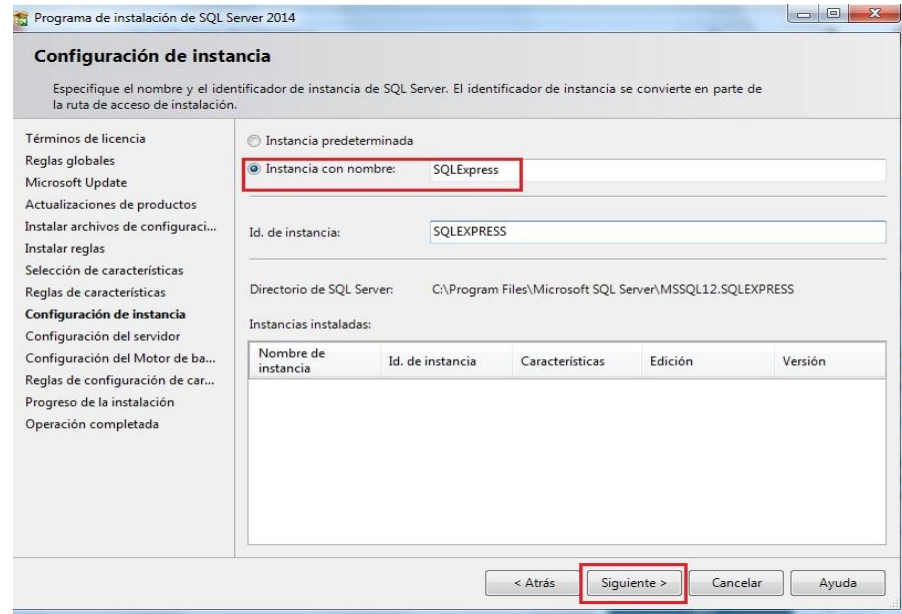 Programa de instalación de SQL Server 2014
Configuración de instancia
Especifique el nombre y el identificador de instancia de SQL Server. El identificador de instancia se convierte en parte de
la ruta de acceso de instalación.
Términos de licencia
Reglas globales
Microsoft Update
Actualizaciones de productos
Instalar archivos de configuraci...
Instalar reglas
Selección de características
Reglas de características
Configuración de instancia
Configuración del servidor
Configuración del Motor de ba...
Reglas de configuración de car...
Progreso de la instalación
Operación completada
Instancia predeterminada
Instancia con nombre: SQLExpress
Id. de instancia: SQLEXPRESS
Directorio de SQL Server: C:\Program Files\Microsoft SQL Server\MSSQL12.SQLEXPRESS
Instancias instaladas:
Nombre de
instancia
Id. de instancia Características Edición Versión
< Atrás Siguiente > Cancelar Ayuda